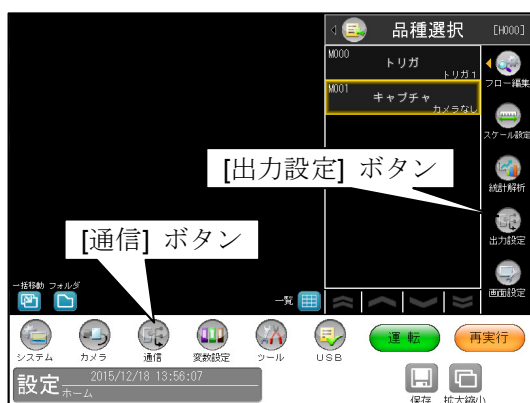 品種選択 [H000]
M000
トリガ
トリガ1
M001
キャプチャ
カメラなし
フロー編集
スケール設定
統計解析
出力設定
画面設定
[出力設定] ボタン
[通信] ボタン
一括移動 フォルダ
一覧
システム カメラ 通信 変数設定 ツール USB
運転 再実行
設定 ホーム 2015/12/18 13:56:07
保存 拡大縮小